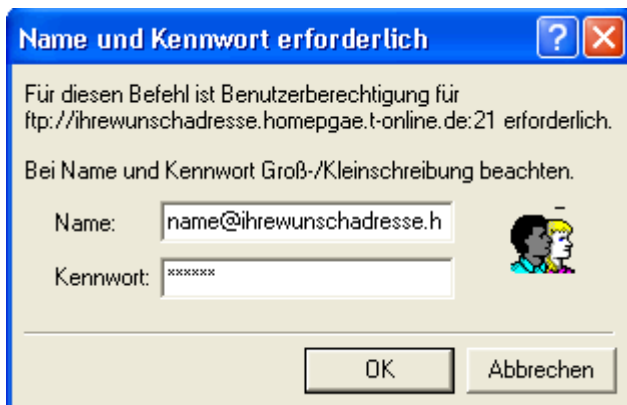 Name und Kennwort erforderlich
Für diesen Befehl ist Benutzerberechtigung für
ftp://ihrewunschadresse.homepgae.t-online.de:21 erforderlich.
Bei Name und Kennwort Groß-/Kleinschreibung beachten.
Name: name@ihrewunschadresse.h
Kennwort: ******
OK Abbrechen